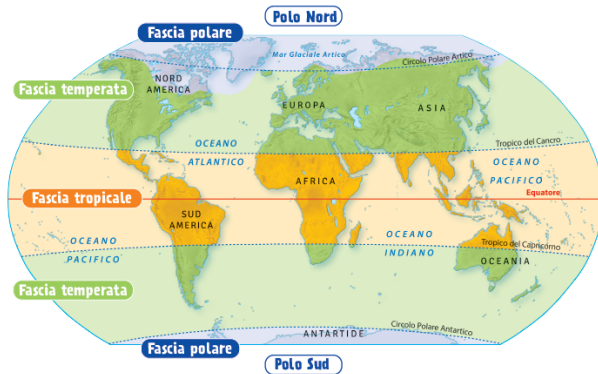 Polo Nord
Fascia polare
Mar Glaciale Artico
Circolo Polare Artico
NORD
AMERICA
Fascia temperata
EUROPA
ASIA
OCEANO
ATLANTICO
Tropico del Cancro
OCEANO
PACIFICO
AFRICA
Equatore
Fascia tropicale
SUD
AMERICA
OCEANO
PACIFICO
OCEANO
INDIANO
Tropico del Capricorno
OCEANIA
Fascia temperata
Circolo Polare Antartico
ANTARTIDE
Fascia polare
Polo Sud